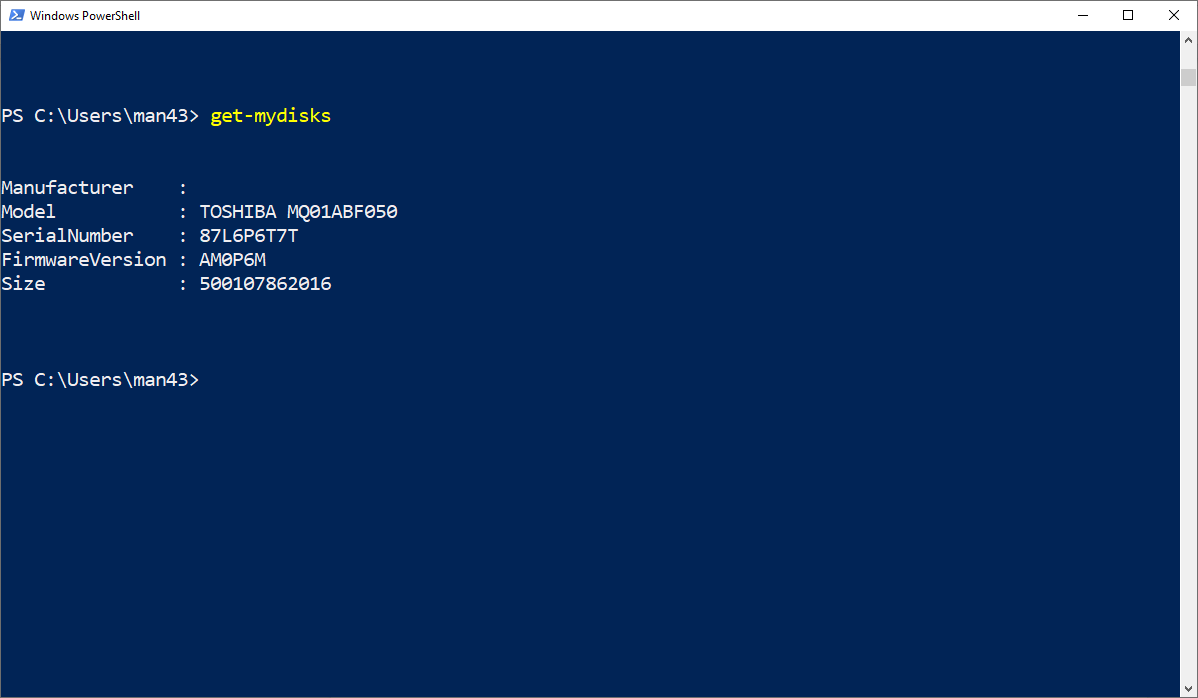 Windows PowerShell
PS C:\Users\man43> get-mydisks
Manufacturer    :
Model           : TOSHIBA MQ01ABF050
SerialNumber    : 87L6P6T7T
FirmwareVersion : AM0P6M
Size            : 500107862016
PS C:\Users\man43>